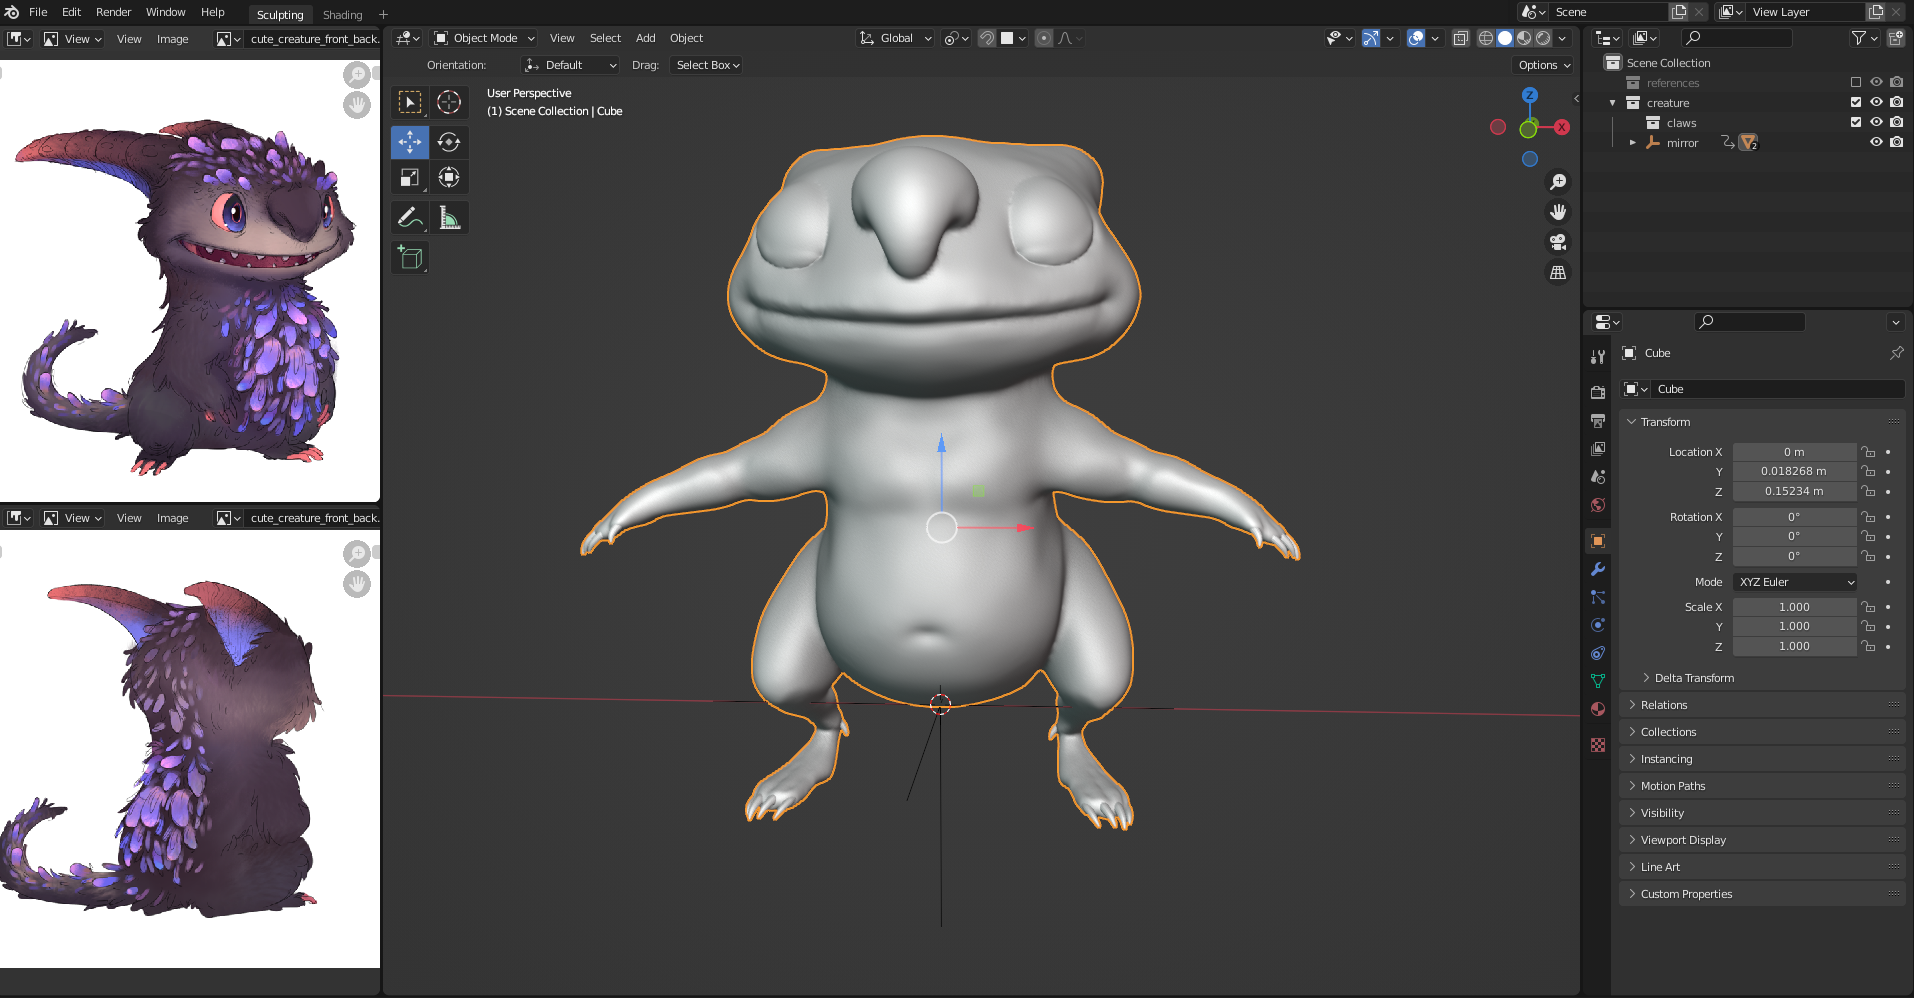 File Edit Render Window Help Sculpting Shading +
Scene View Layer
View View Image cute_creature_front_back.
Object Mode View Select Add Object Global
Orientation: Default Drag: Select Box Options
User Perspective
(1) Scene Collection | Cube
Z
X
Scene Collection
references
creature
claws
mirror 2
View View Image cute_creature_front_back.
Cube
Cube
Transform
Location X 0 m
Y 0.018268 m
Z 0.15234 m
Rotation X 0°
Y 0°
Z 0°
Mode XYZ Euler
Scale X 1.000
Y 1.000
Z 1.000
Delta Transform
Relations
Collections
Instancing
Motion Paths
Visibility
Viewport Display
Line Art
Custom Properties